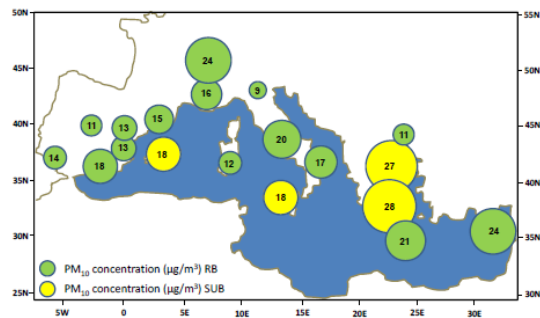 50N
55N
24
45N
50N
16
9
15
11
13
11
45N
40N
20
13
18
27
14
18
12
17
40N
35N
18
28
24
30N
21
35N
PM10 concentration (µg/m³) RB
PM10 concentration (µg/m³) SUB
25N
30N
5W
0
5E
10E
15E
20E
25E
30E